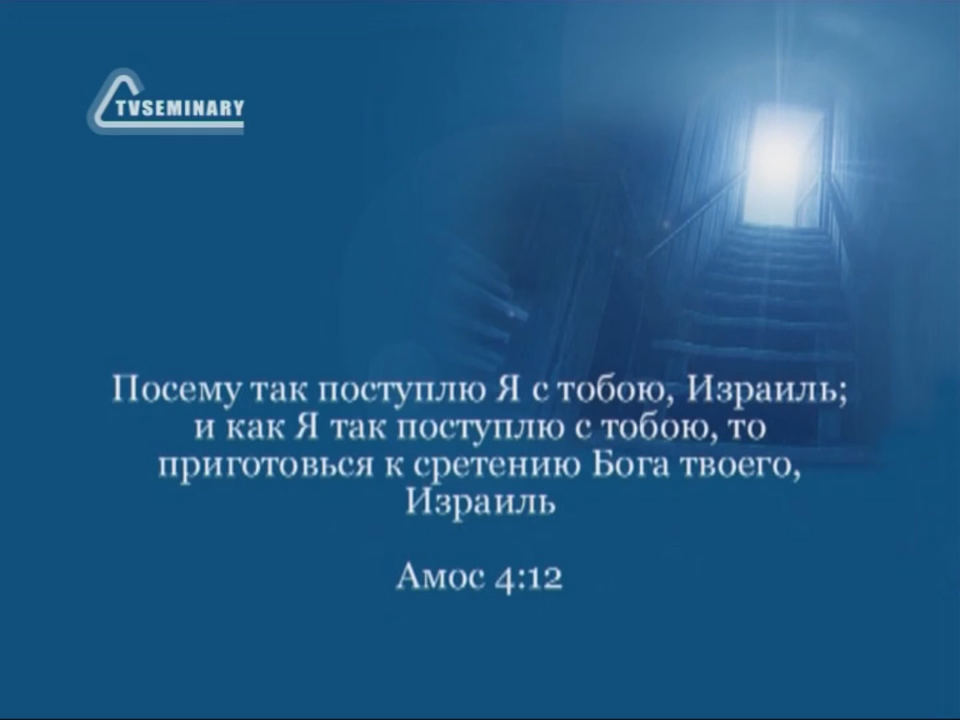 TVSEMINARY
Посему так поступлю Я с тобою, Израиль;
и как Я так поступлю с тобою, то
приготовься к сретению Бога твоего,
Израиль
Амос 4:12